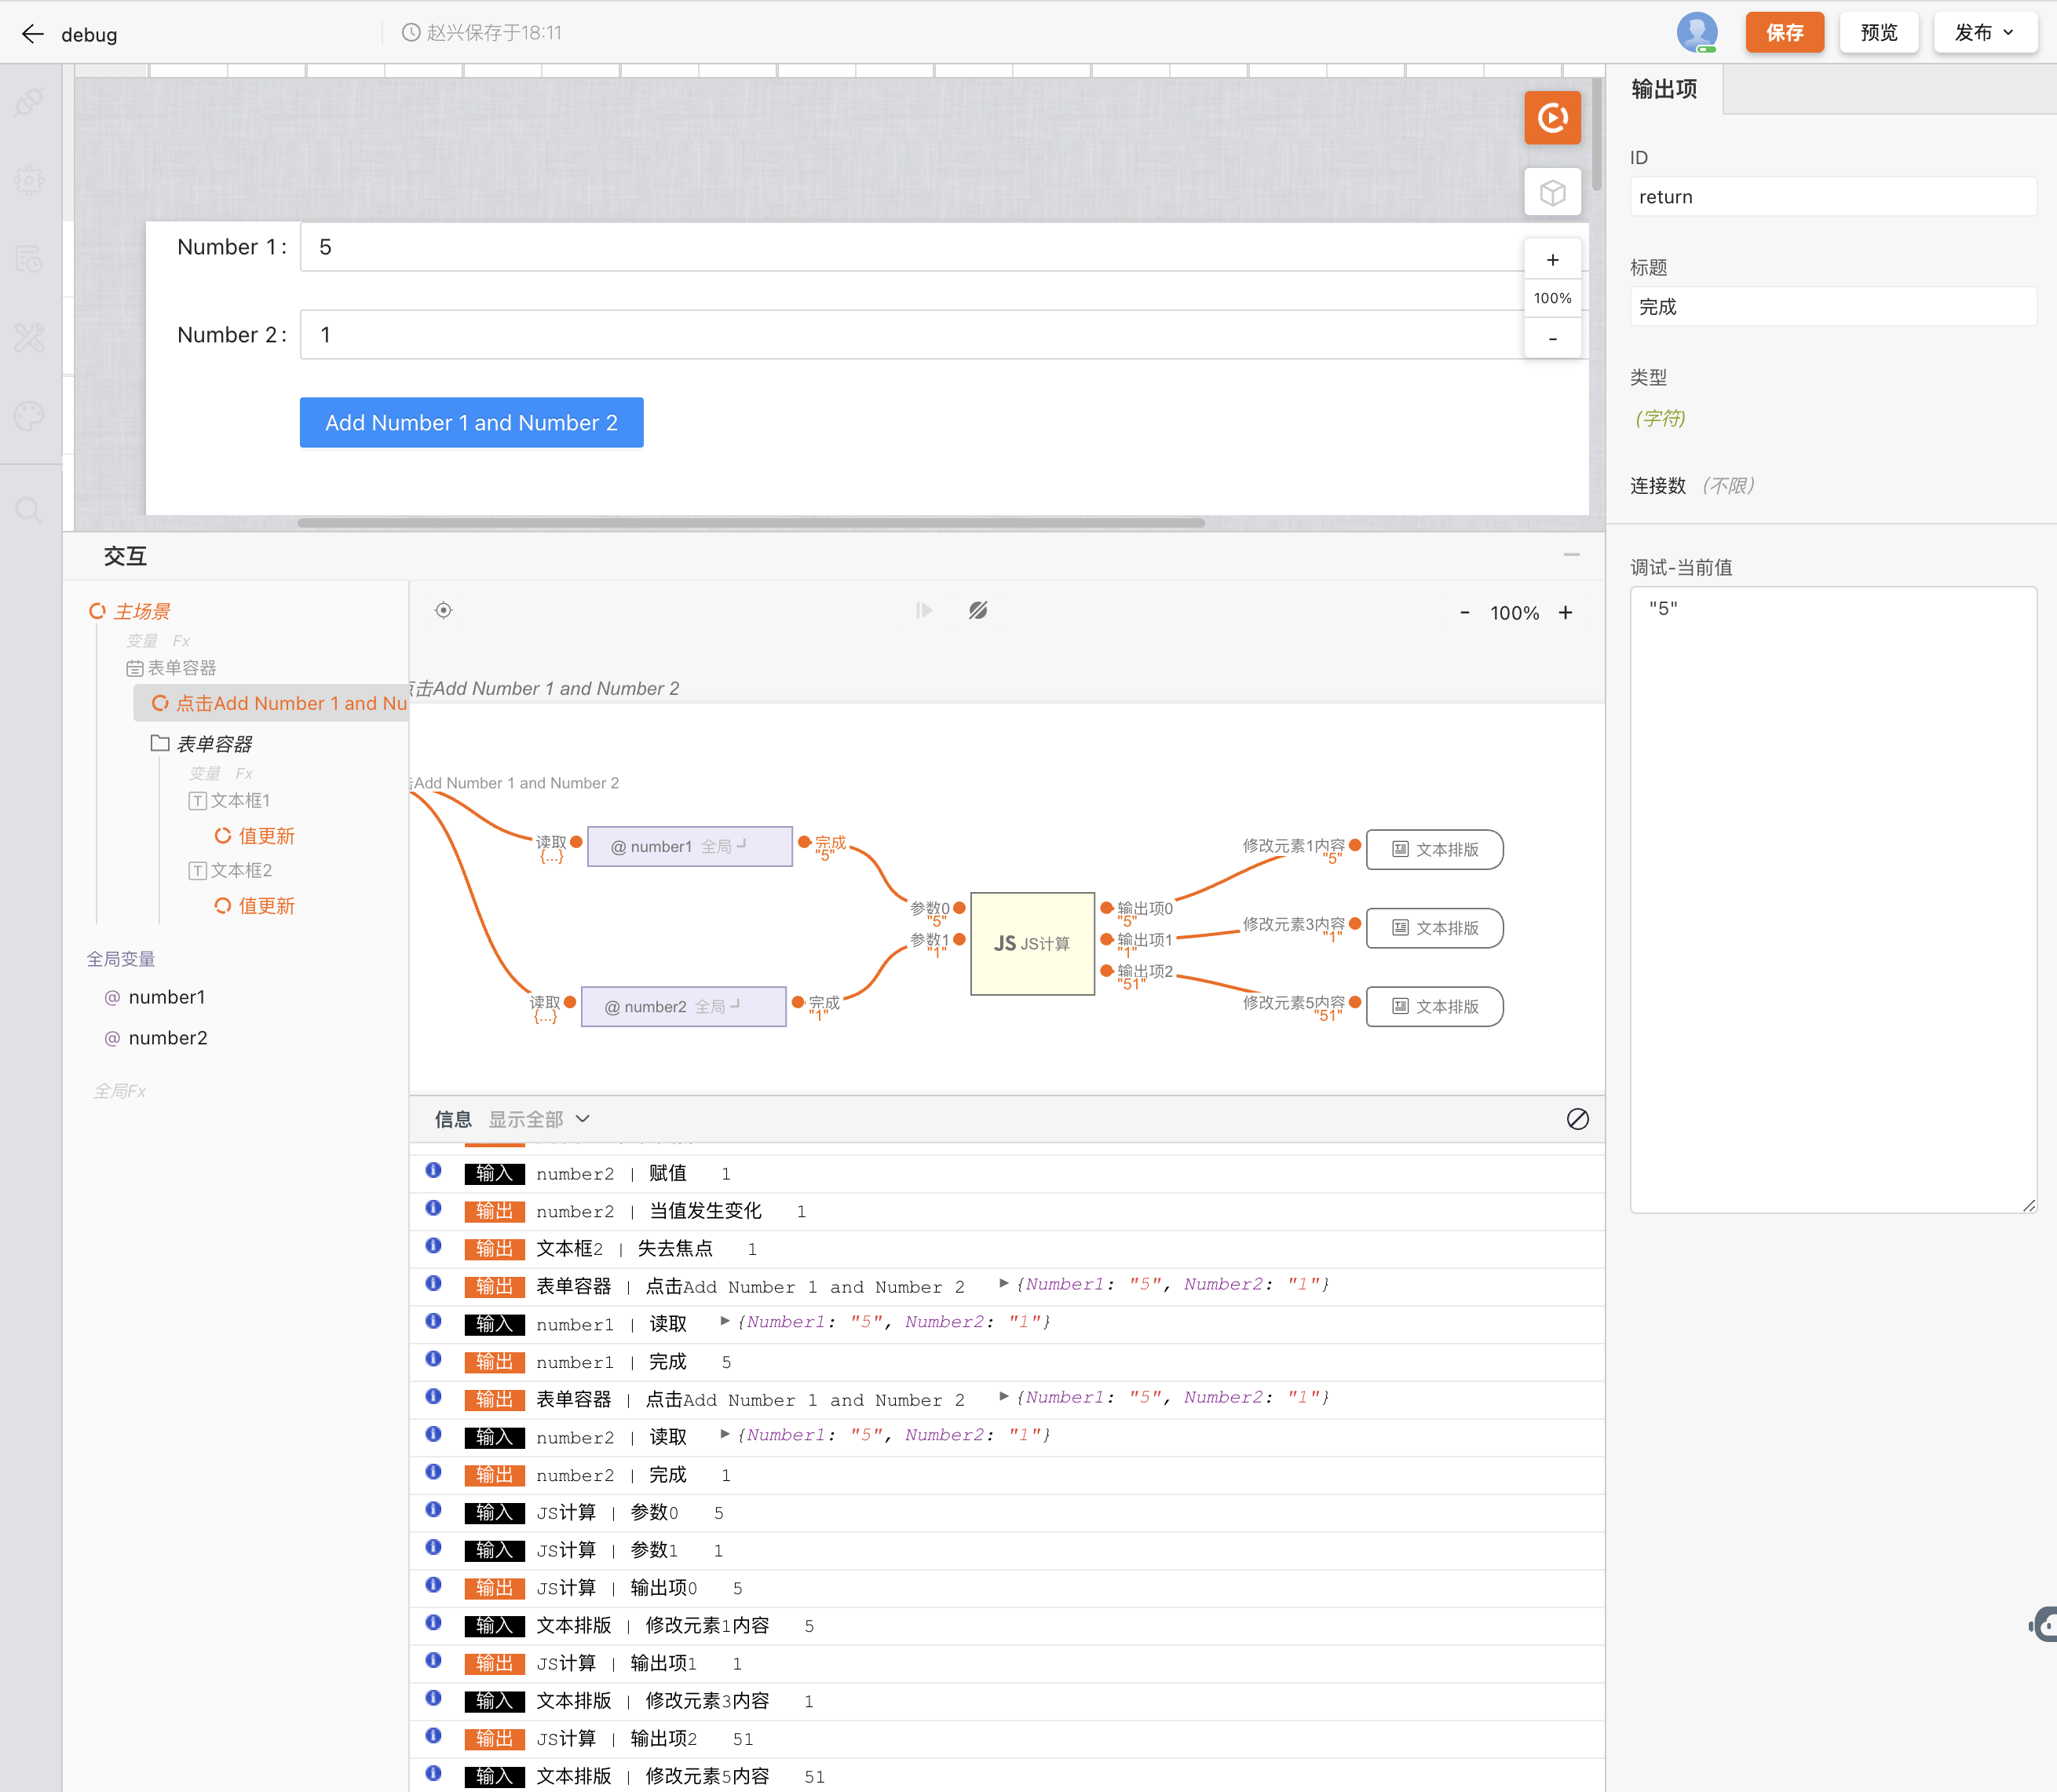 debug
赵兴保存于18:11
保存
预览
发布
Number 1 :
5
Number 2 :
1
Add Number 1 and Number 2
+
100%
-
交互
主场景
变量 Fx
表单容器
点击Add Number 1 and Nu
表单容器
变量 Fx
文本框1
值更新
文本框2
值更新
全局变量
@ number1
@ number2
全局Fx
- 100% +
点击Add Number 1 and Number 2
击Add Number 1 and Number 2
读取
{...}
@ number1 全局
完成
"5"
读取
{...}
@ number2 全局
完成
"1"
参数0
"5"
参数1
"1"
JS JS计算
输出项0
"5"
输出项1
"1"
输出项2
"51"
修改元素1内容
"5"
文本排版
修改元素3内容
"1"
文本排版
修改元素5内容
"51"
文本排版
信息 显示全部
输入 number2 | 赋值 1
输出 number2 | 当值发生变化 1
输出 文本框2 | 失去焦点 1
输出 表单容器 | 点击Add Number 1 and Number 2 {Number1: "5", Number2: "1"}
输入 number1 | 读取 {Number1: "5", Number2: "1"}
输出 number1 | 完成 5
输出 表单容器 | 点击Add Number 1 and Number 2 {Number1: "5", Number2: "1"}
输入 number2 | 读取 {Number1: "5", Number2: "1"}
输出 number2 | 完成 1
输入 JS计算 | 参数0 5
输入 JS计算 | 参数1 1
输出 JS计算 | 输出项0 5
输入 文本排版 | 修改元素1内容 5
输出 JS计算 | 输出项1 1
输入 文本排版 | 修改元素3内容 1
输出 JS计算 | 输出项2 51
输入 文本排版 | 修改元素5内容 51
输出项
ID
return
标题
完成
类型
(字符)
连接数 (不限)
调试-当前值
"5"